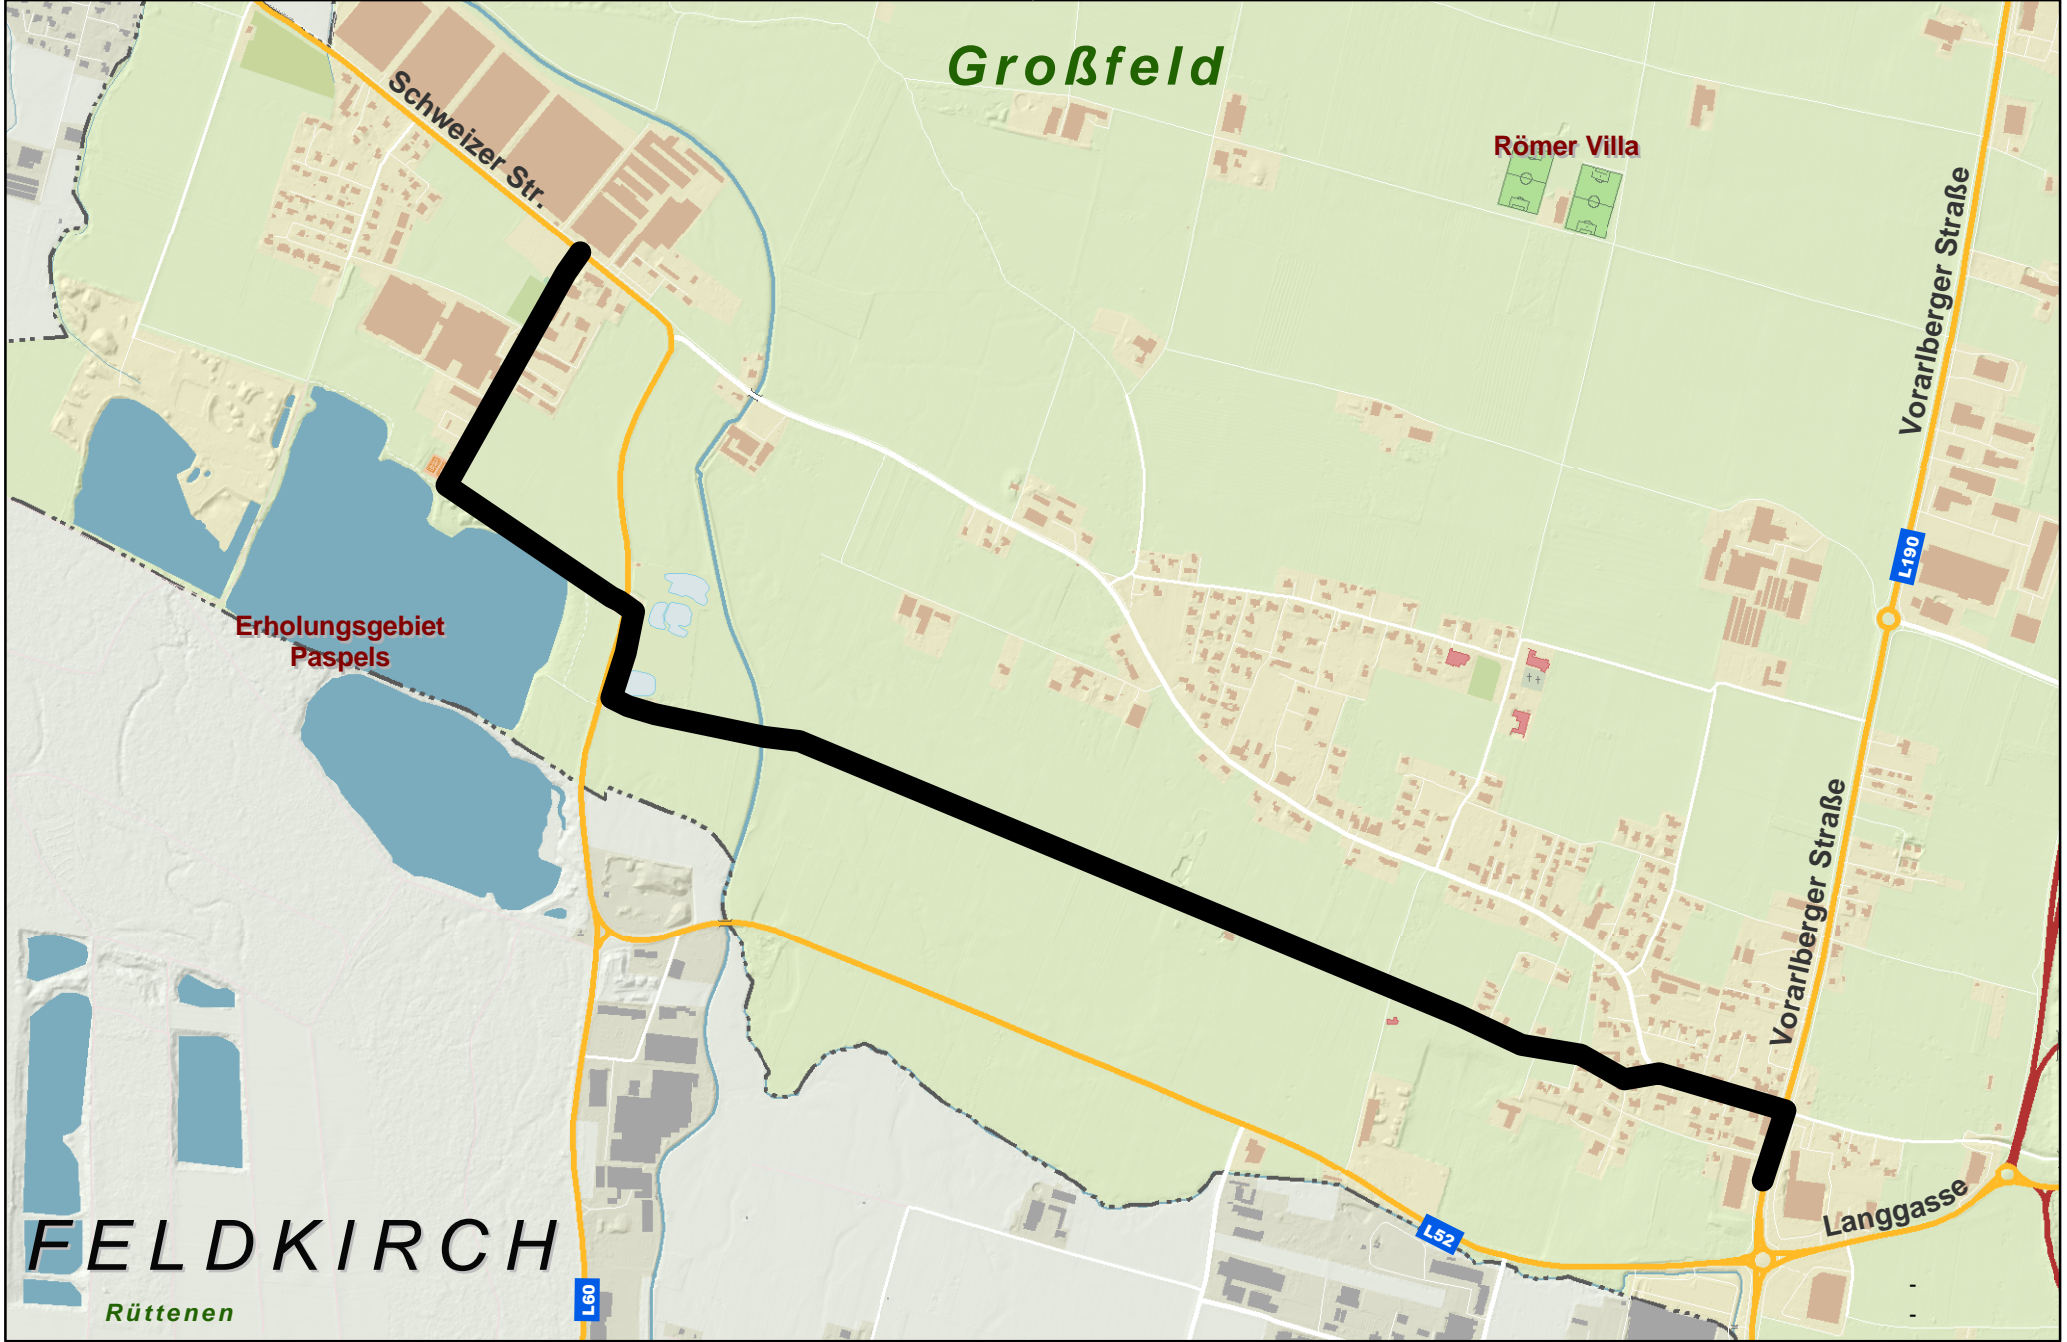 Großfeld
Schweizer Str.
Römer Villa
Vorarlberger Straße
L190
Erholungsgebiet
Paspels
Vorarlberger Straße
Langgasse
L52
FELDKIRCH
L60
Rüttenen
-
-